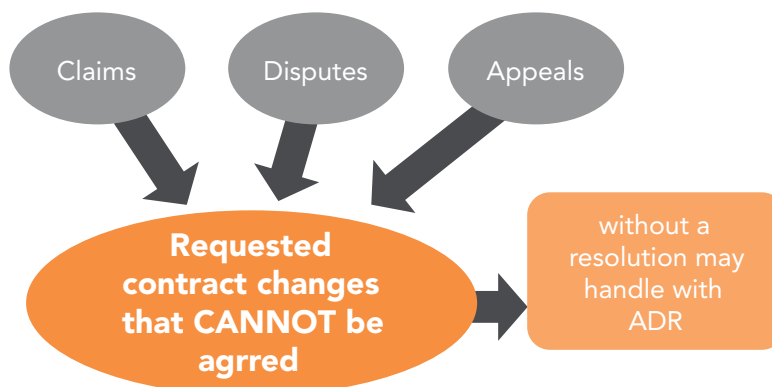 Claims
Disputes
Appeals
Requested
contract changes
that CANNOT be
agrred
without a
resolution may
handle with
ADR